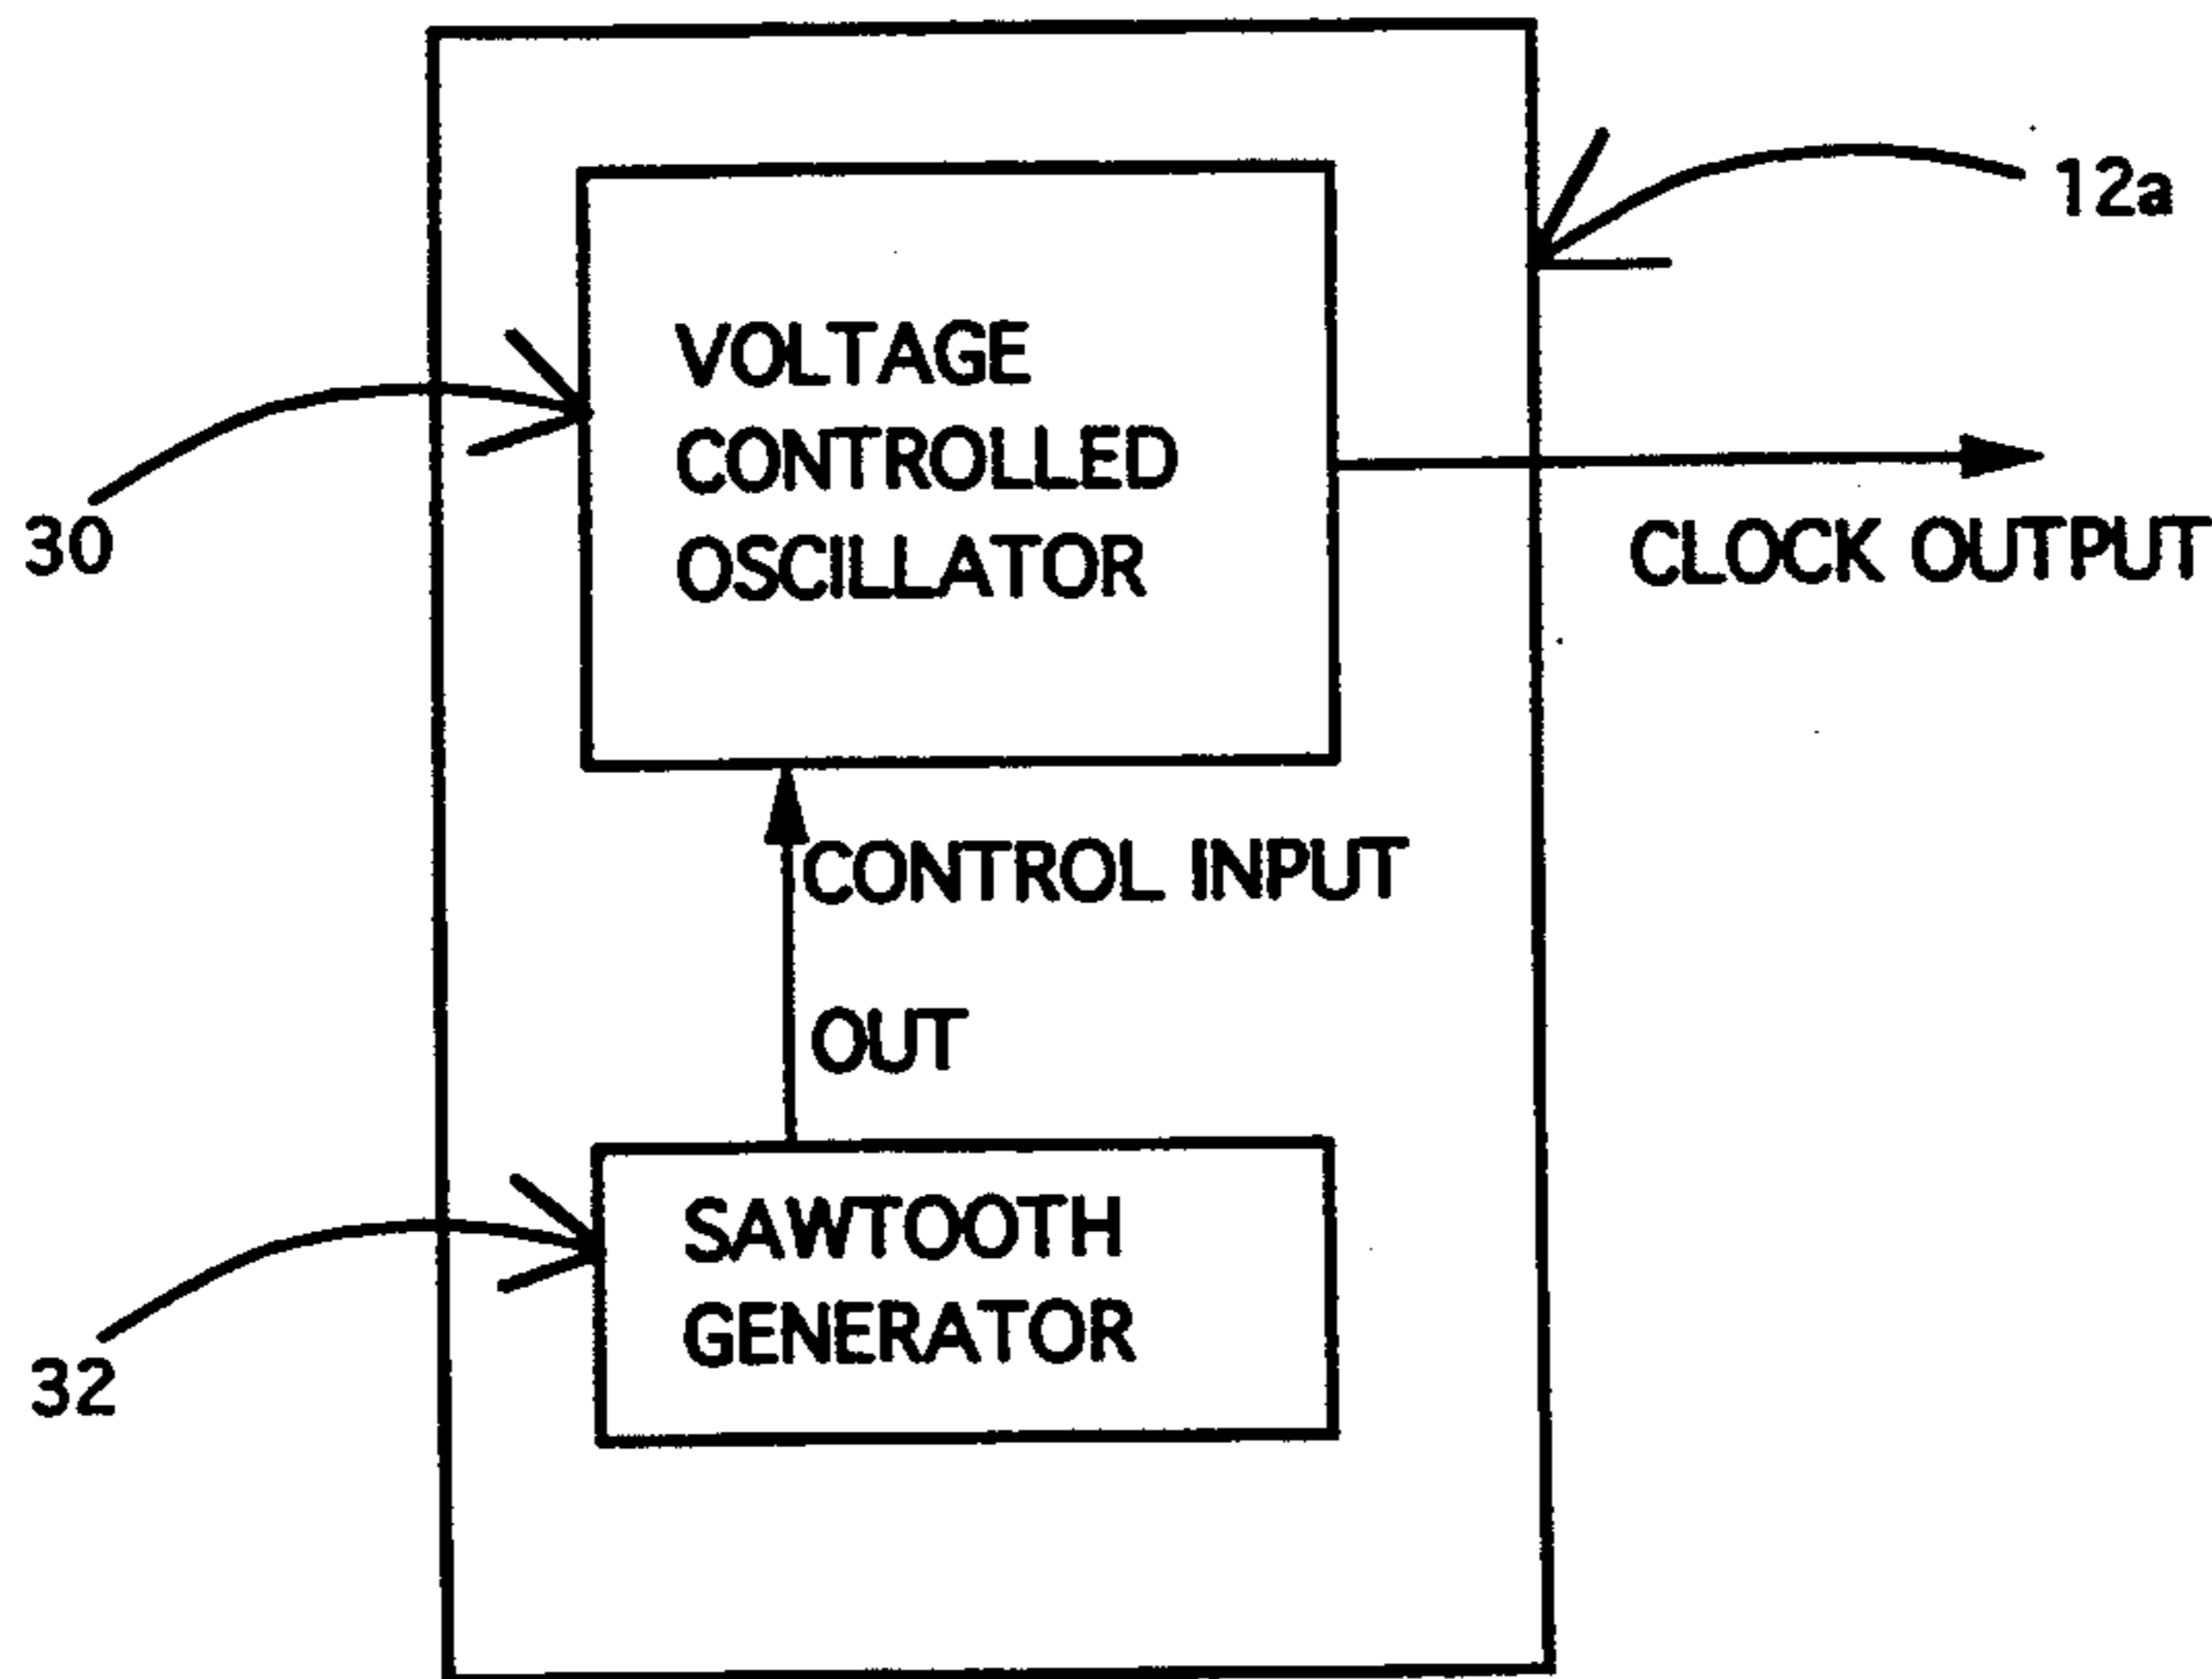 12a
VOLTAGE
CONTROLLED
OSCILLATOR
30
CLOCK OUTPUT
CONTROL INPUT
OUT
SAWTOOTH
GENERATOR
32